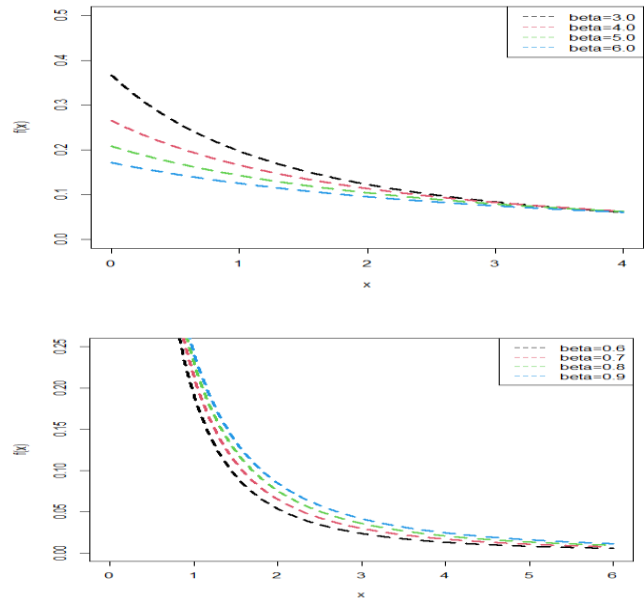 0.5
0.4
0.3
0.2
0.1
0.0
f(x)
beta=3.0
beta=4.0
beta=5.0
beta=6.0
0 1 2 3 4
x
0.25
0.20
0.15
0.10
0.05
0.00
f(x)
beta=0.6
beta=0.7
beta=0.8
beta=0.9
0 1 2 3 4 5 6
x